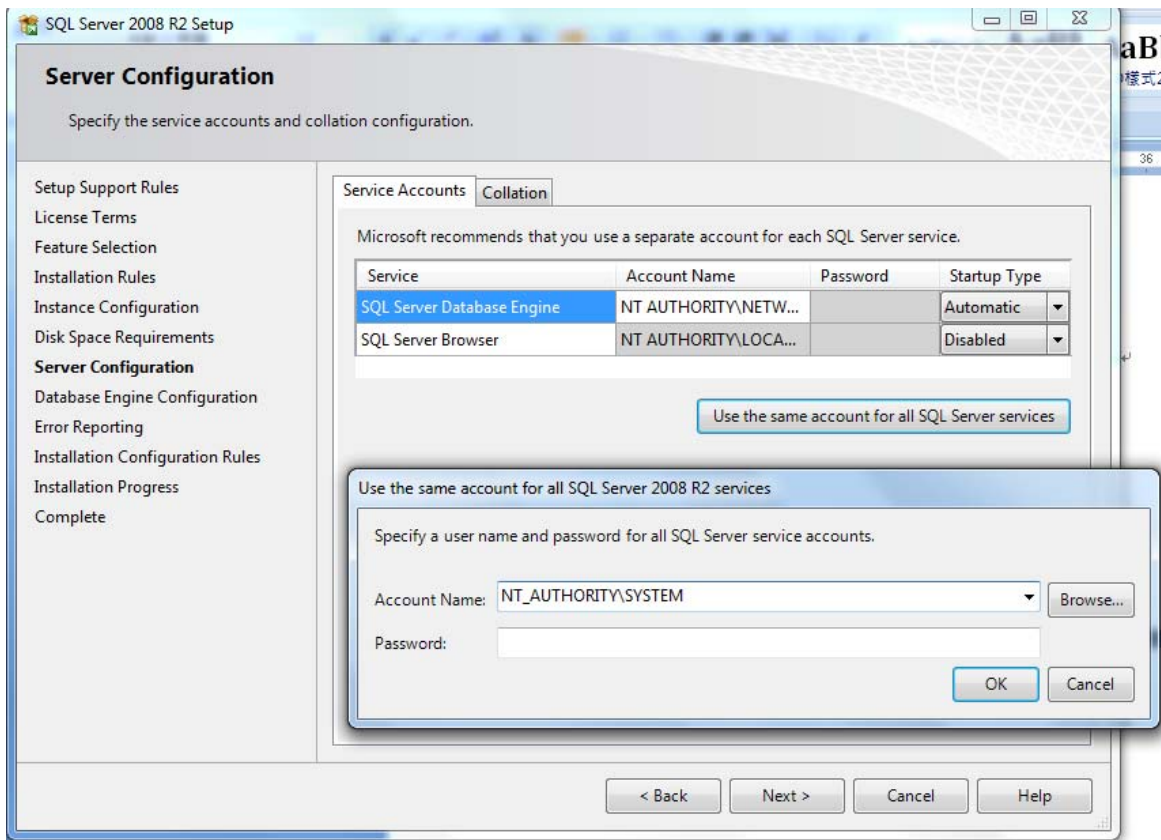 SQL Server 2008 R2 Setup
Server Configuration
Specify the service accounts and collation configuration.
Setup Support Rules
License Terms
Feature Selection
Installation Rules
Instance Configuration
Disk Space Requirements
Server Configuration
Database Engine Configuration
Error Reporting
Installation Configuration Rules
Installation Progress
Complete
Service Accounts Collation
Microsoft recommends that you use a separate account for each SQL Server service.
Service Account Name Password Startup Type
SQL Server Database Engine NT AUTHORITY\NETW... Automatic
SQL Server Browser NT AUTHORITY\LOCA... Disabled
Use the same account for all SQL Server services
Use the same account for all SQL Server 2008 R2 services
Specify a user name and password for all SQL Server service accounts.
Account Name: NT_AUTHORITY\SYSTEM Browse...
Password:
OK Cancel
< Back Next > Cancel Help
aB
樣式2
36